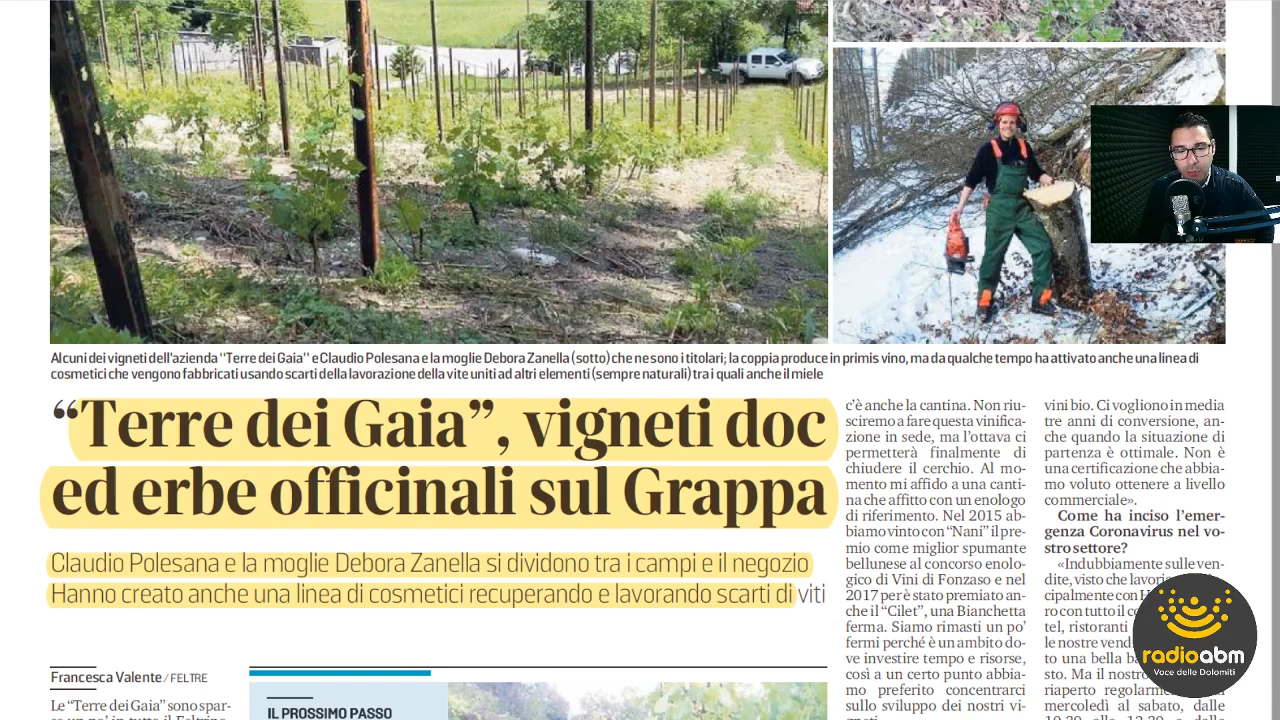 Alcuni dei vigneti dell'azienda "Terre dei Gaia" e Claudio Polesana e la moglie Debora Zanella (sotto) che ne sono i titolari; la coppia produce in primis vino, ma da qualche tempo ha attivato anche una linea di
cosmetici che vengono fabbricati usando scarti della lavorazione della vite uniti ad altri elementi (sempre naturali) tra i quali anche il miele
“Terre dei Gaia”, vigneti doc
ed erbe officinali sul Grappa
Claudio Polesana e la moglie Debora Zanella si dividono tra i campi e il negozio
Hanno creato anche una linea di cosmetici recuperando e lavorando scarti di viti
Francesca Valente / FELTRE
Le “Terre dei Gaia” sono spar-
IL PROSSIMO PASSO
c'è anche la cantina. Non riu-
sciremo a fare questa vinifica-
zione in sede, ma l'ottava ci
permetterà finalmente di
chiudere il cerchio. Al mo-
mento mi affido a una canti-
na che affitto con un enologo
di riferimento. Nel 2015 ab-
biamo vinto con “Nani” il pre-
mio come miglior spumante
bellunese al concorso enolo-
gico di Vini di Fonzaso e nel
2017 per è stato premiato an-
che il “Cilet”, una Bianchetta
ferma. Siamo rimasti un po'
fermi perché è un ambito do-
ve investire tempo e risorse,
così a un certo punto abbia-
mo preferito concentrarci
sullo sviluppo dei nostri vi-
vini bio. Ci vogliono in media
tre anni di conversione, an-
che quando la situazione di
partenza è ottimale. Non è
una certificazione che abbia-
mo voluto ottenere a livello
commerciale».
Come ha inciso l'emer-
genza Coronavirus nel vo-
stro settore?
«Indubbiamente sulle ven-
dite, visto che
cipalmente con
ro con tutto il
tel, ristoranti
le nostre
to una bella
sto. Ma il
riaperto
mercoledì al sabato, dalle
radioabm
Voce delle Dolomiti